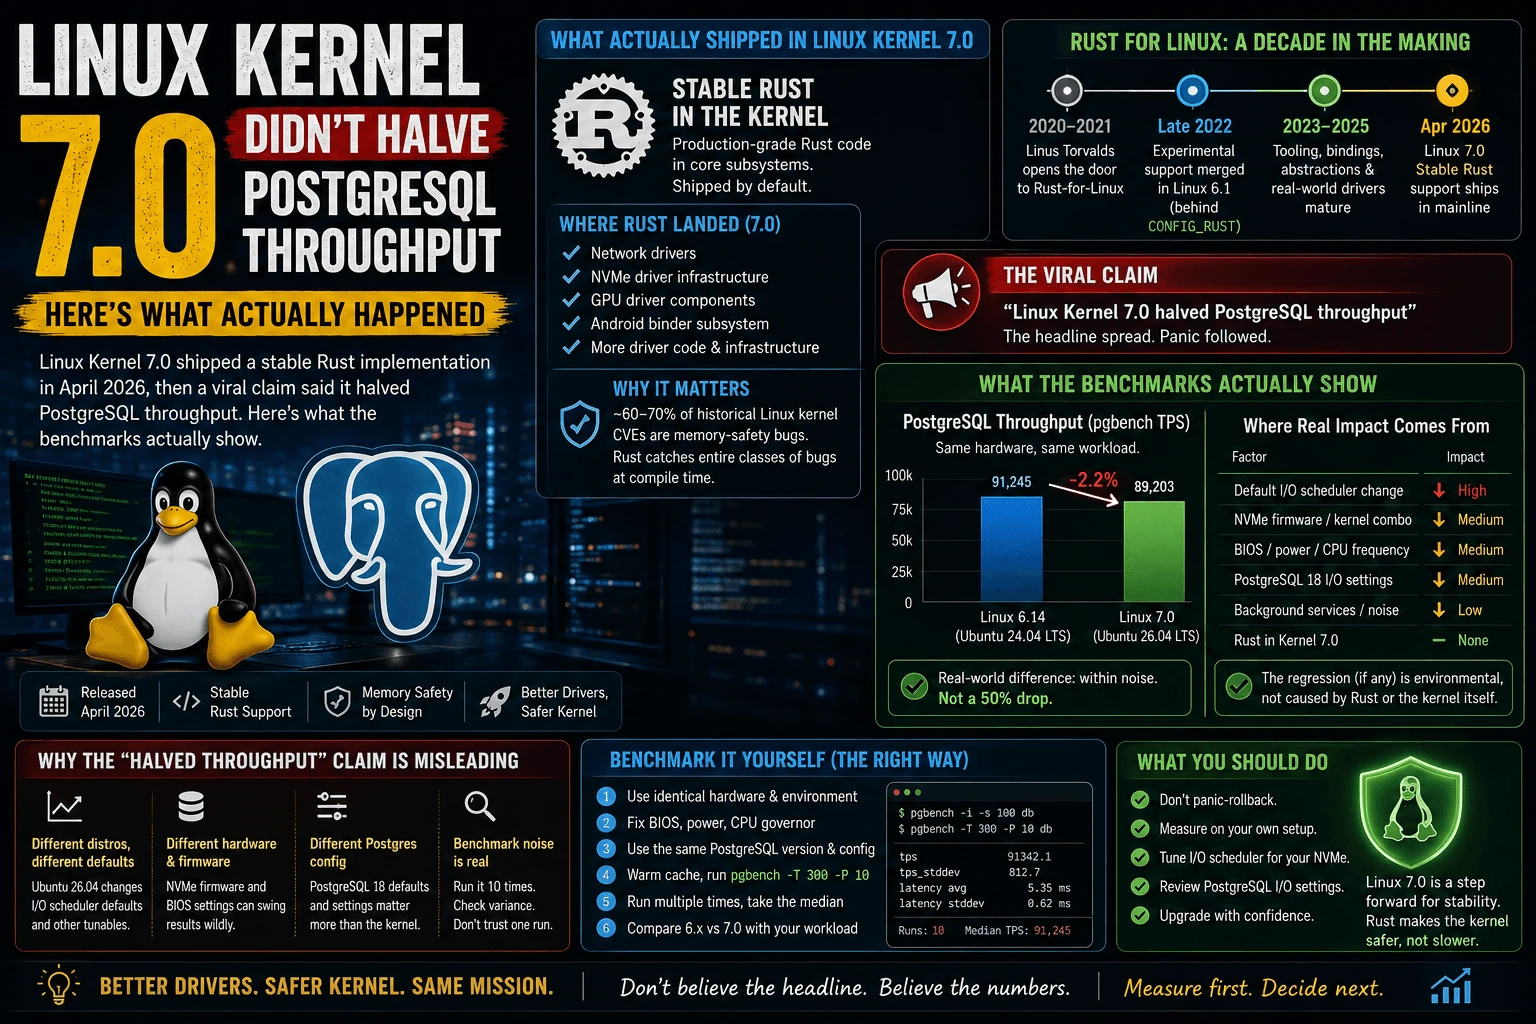 LINUX KERNEL
7.0
DIDN'T HALVE
POSTGRESQL
THROUGHPUT
HERE'S WHAT ACTUALLY HAPPENED
Linux Kernel 7.0 shipped a stable Rust implementation
in April 2026, then a viral claim said it halved
PostgreSQL throughput. Here's what the
benchmarks actually show.
Released
April 2026
</>
Stable
Rust Support
Memory Safety
by Design
Better Drivers,
Safer Kernel
WHAT ACTUALLY SHIPPED IN LINUX KERNEL 7.0
R
STABLE RUST
IN THE KERNEL
Production-grade Rust code
in core subsystems.
Shipped by default.
WHERE RUST LANDED (7.0)
Network drivers
NVMe driver infrastructure
GPU driver components
Android binder subsystem
More driver code & infrastructure
WHY IT MATTERS
~60–70% of historical Linux kernel
CVEs are memory-safety bugs.
Rust catches entire classes of bugs
at compile time.
RUST FOR LINUX: A DECADE IN THE MAKING
2020–2021
Linus Torvalds
opens the door
to Rust-for-Linux
Late 2022
Experimental
support merged
in Linux 6.1
(behind
CONFIG_RUST)
2023–2025
Tooling, bindings,
abstractions &
real-world drivers
mature
Apr 2026
Linux 7.0
Stable Rust
support ships
in mainline
THE VIRAL CLAIM
“Linux Kernel 7.0 halved PostgreSQL throughput”
The headline spread. Panic followed.
WHAT THE BENCHMARKS ACTUALLY SHOW
PostgreSQL Throughput (pgbench TPS)
Same hardware, same workload.
100k
75k
50k
25k
0
91,245
-2.2%
89,203
Linux 6.14
(Ubuntu 24.04 LTS)
Linux 7.0
(Ubuntu 26.04 LTS)
Real-world difference: within noise.
Not a 50% drop.
Where Real Impact Comes From
Factor Impact
Default I/O scheduler change High
NVMe firmware / kernel combo Medium
BIOS / power / CPU frequency Medium
PostgreSQL 18 I/O settings Medium
Background services / noise Low
Rust in Kernel 7.0 – None
The regression (if any) is environmental,
not caused by Rust or the kernel itself.
WHY THE “HALVED THROUGHPUT” CLAIM IS MISLEADING
Different distros,
different defaults
Ubuntu 26.04 changes
I/O scheduler defaults
and other tunables.
Different hardware
& firmware
NVMe firmware and
BIOS settings can swing
results wildly.
Different Postgres
config
PostgreSQL 18 defaults
and settings matter
more than the kernel.
Benchmark noise
is real
Run it 10 times.
Check variance.
Don't trust one run.
BENCHMARK IT YOURSELF (THE RIGHT WAY)
1 Use identical hardware & environment
2 Fix BIOS, power, CPU governor
3 Use the same PostgreSQL version & config
4 Warm cache, run pgbench -T 300 -P 10
5 Run multiple times, take the median
6 Compare 6.x vs 7.0 with your workload
$ pgbench -i -s 100 db
$ pgbench -T 300 -P 10 db
tps 91342.1
tps_stddev 812.7
latency avg 5.35 ms
latency stddev 0.62 ms
Runs: 10 Median TPS: 91,245
WHAT YOU SHOULD DO
Don't panic-rollback.
Measure on your own setup.
Tune I/O scheduler for your NVMe.
Review PostgreSQL I/O settings.
Upgrade with confidence.
Linux 7.0 is a step
forward for stability.
Rust makes the kernel
safer, not slower.
BETTER DRIVERS. SAFER KERNEL. SAME MISSION.
Don't believe the headline. Believe the numbers.
Measure first. Decide next.